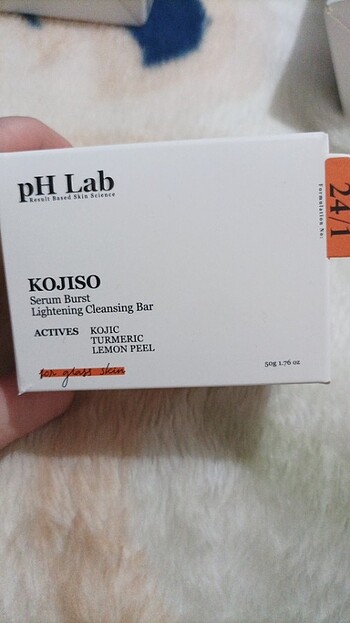 pH Lab
Result Based Skin Science
KOJISO
Serum Burst
Lightening Cleansing Bar
ACTIVES KOJIC
TURMERIC
LEMON PEEL
for glass skin
50g 1.76 oz
Formulation No:
24/1